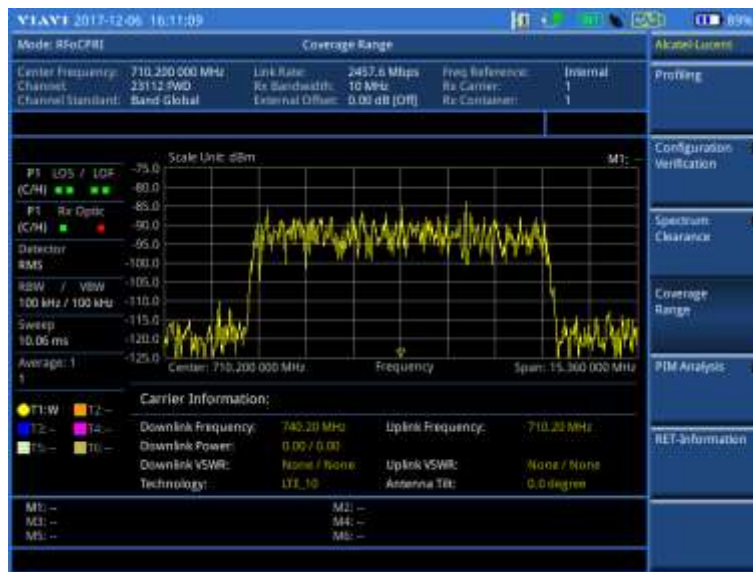 VIAVI 2017-12-06 16:11:09
89%
Mode: RFoCPRI
Coverage Range
Alcatel-Lucent
Center Frequency: 710.200 000 MHz
Link Rate: 2457.6 Mbps
Freq Reference: Internal
Channel: 23112 FWD
Rx Bandwidth: 10 MHz
Rx Carrier: 1
Channel Standard: Band Global
External Offset: 0.00 dB [Off]
Rx Container: 1
Profiling
Configuration
Verification
Spectrum
Clearance
Coverage
Range
PIM Analysis
RET-Information
Scale Unit: dBm
M1: --
P1 LOS / LOF
(C/H)
P1 Rx Optic
(C/H)
Detector
RMS
RBW / VBW
100 kHz / 100 kHz
Sweep
10.06 ms
Average: 1
1
-75.0
-80.0
-85.0
-90.0
-95.0
-100.0
-105.0
-110.0
-115.0
-120.0
-125.0
Center: 710.200 000 MHz
Frequency
Span: 15.360 000 MHz
T1:W
T2:--
T3:--
T4:--
T5:--
T6:--
Carrier Information:
Downlink Frequency: 740.20 MHz
Uplink Frequency: 710.20 MHz
Downlink Power: 0.00 / 0.00
Downlink VSWR: None / None
Uplink VSWR: None / None
Technology: LTE_10
Antenna Tilt: 0.0 degree
M1: --
M2: --
M3: --
M4: --
M5: --
M6: --